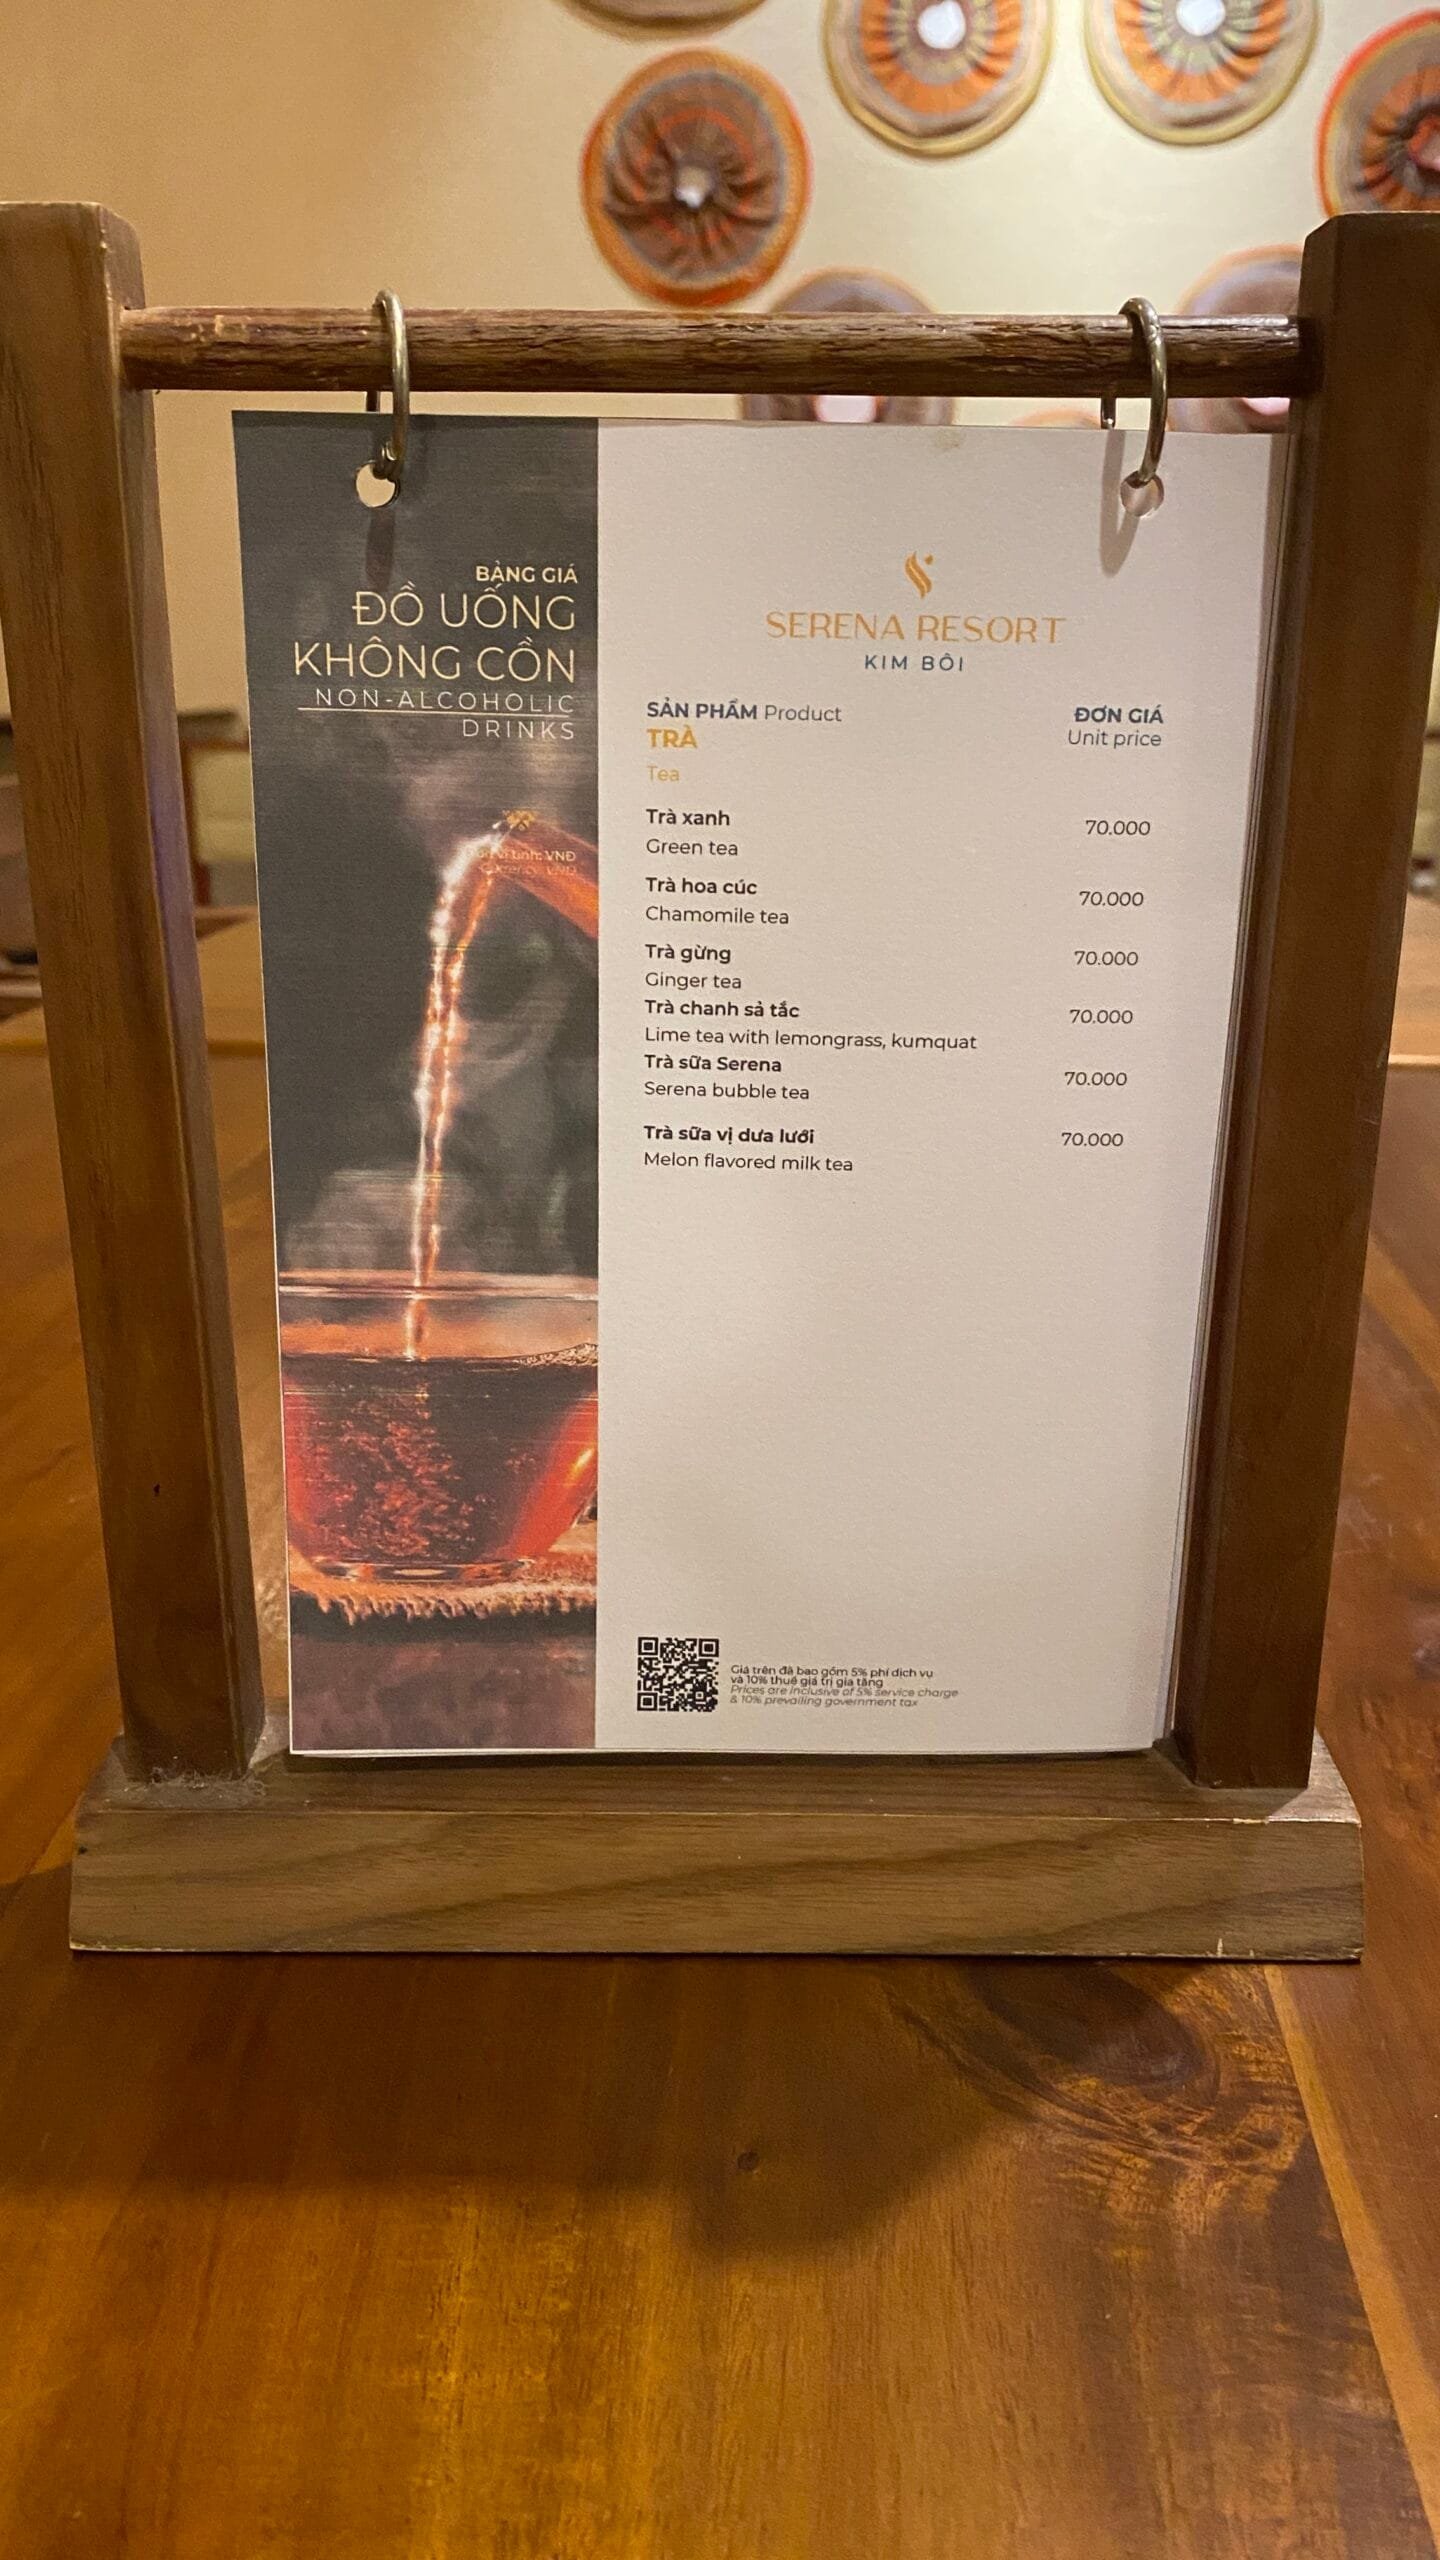 BẢNG GIÁ
ĐỒ UỐNG
KHÔNG CỒN
NON-ALCOHOLIC
DRINKS
tính: VNĐ
VND
SERENA RESORT
KIM BÔI
SẢN PHẨM Product
ĐƠN GIÁ
Unit price
TRÀ
Tea
Trà xanh
Green tea
70.000
Trà hoa cúc
Chamomile tea
70.000
Trà gừng
Ginger tea
70.000
Trà chanh sả tắc
Lime tea with lemongrass, kumquat
70.000
Trà sữa Serena
Serena bubble tea
70.000
Trà sữa vị dưa lưới
Melon flavored milk tea
70.000
Giá trên đã bao gồm 5% phí dịch vụ
và 10% thuế giá trị gia tăng
Prices are inclusive of 5% service charge
& 10% prevailing government tax